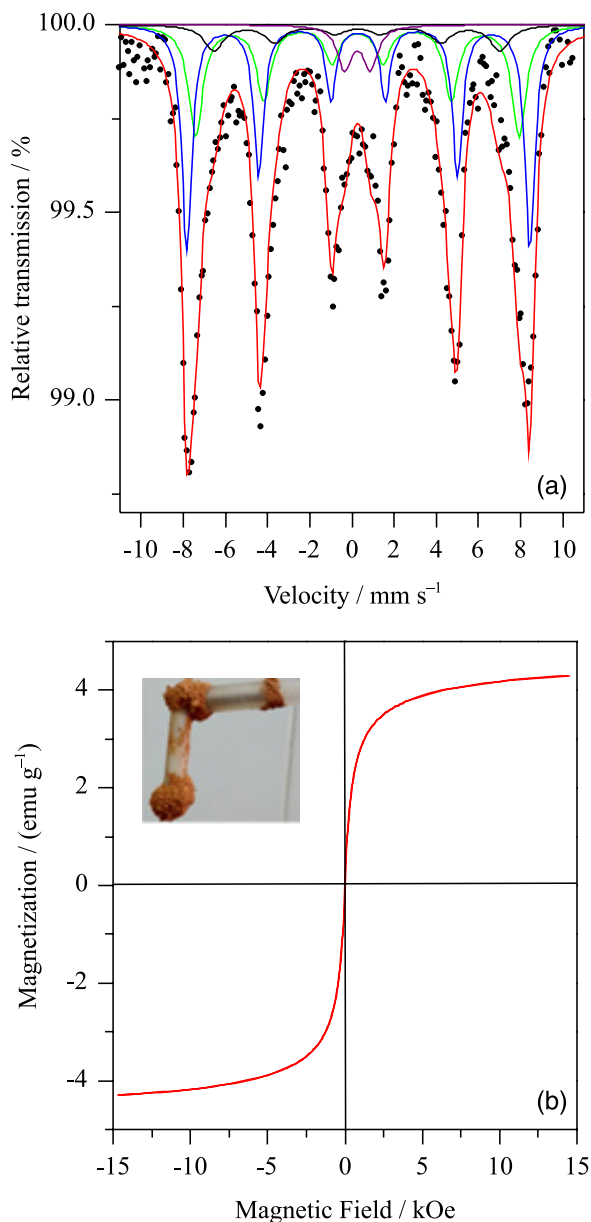 100.0
99.5
99.0
Relative transmission / %
(a)
-10 -8 -6 -4 -2 0 2 4 6 8 10
Velocity / mm s⁻¹
4
2
0
-2
-4
Magnetization / (emu g⁻¹)
(b)
-15 -10 -5 0 5 10 15
Magnetic Field / kOe